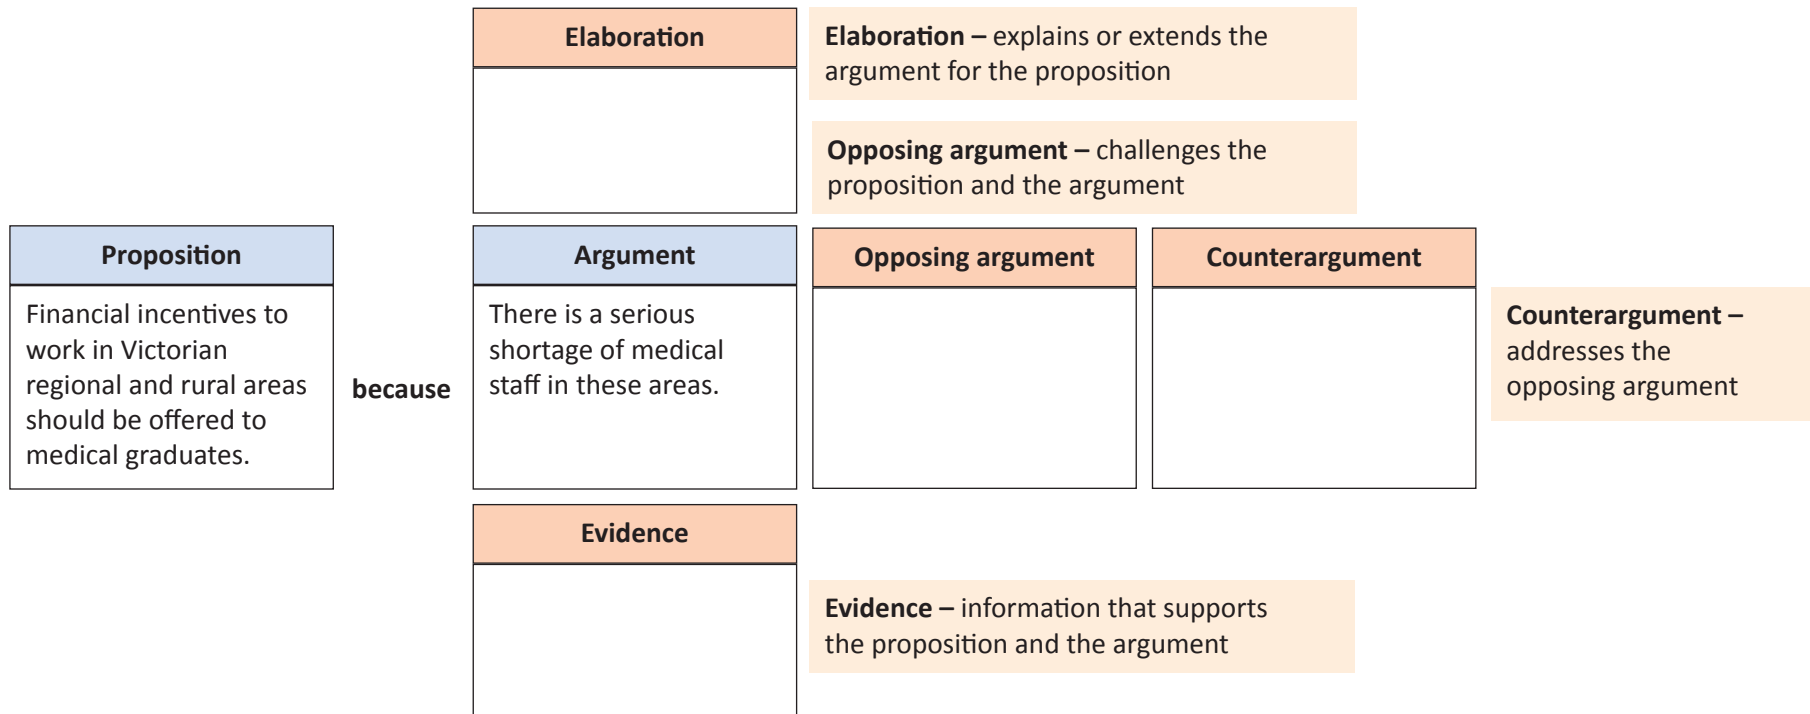 Elaboration
Elaboration – explains or extends the
argument for the proposition
Opposing argument – challenges the
proposition and the argument
Proposition
Financial incentives to
work in Victorian
regional and rural areas
should be offered to
medical graduates.
because
Argument
There is a serious
shortage of medical
staff in these areas.
Opposing argument
Counterargument
Counterargument –
addresses the
opposing argument
Evidence
Evidence – information that supports
the proposition and the argument